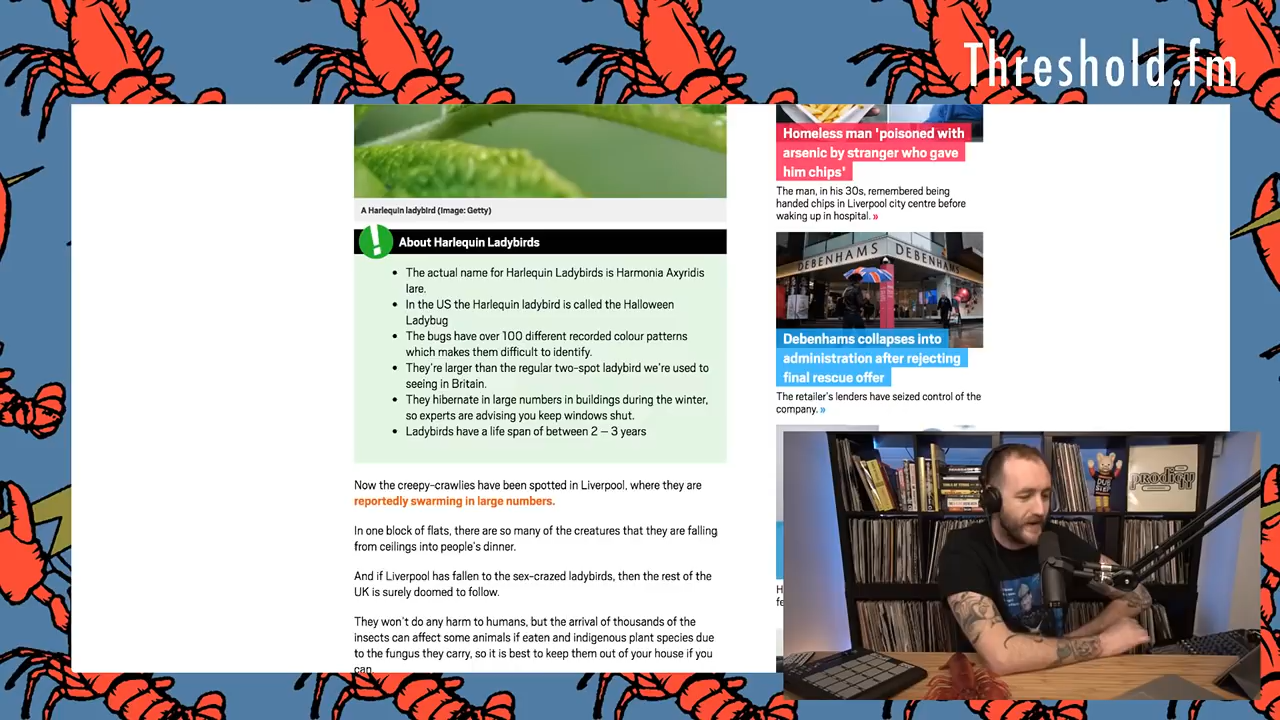 Threshold.fm
A Harlequin ladybird (Image: Getty)
About Harlequin Ladybirds
The actual name for Harlequin Ladybirds is Harmonia Axyridis
lare.
In the US the Harlequin ladybird is called the Halloween
Ladybug
The bugs have over 100 different recorded colour patterns
which makes them difficult to identify.
They're larger than the regular two-spot ladybird we're used to
seeing in Britain.
They hibernate in large numbers in buildings during the winter,
so experts are advising you keep windows shut.
Ladybirds have a life span of between 2 – 3 years
Now the creepy-crawlies have been spotted in Liverpool, where they are
reportedly swarming in large numbers.
In one block of flats, there are so many of the creatures that they are falling
from ceilings into people's dinner.
And if Liverpool has fallen to the sex-crazed ladybirds, then the rest of the
UK is surely doomed to follow.
They won't do any harm to humans, but the arrival of thousands of the
insects can affect some animals if eaten and indigenous plant species due
to the fungus they carry, so it is best to keep them out of your house if you
can.
Homeless man 'poisoned with
arsenic by stranger who gave
him chips'
The man, in his 30s, remembered being
handed chips in Liverpool city centre before
waking up in hospital. »
DEBENHAMS DEBENHAMS
Debenhams collapses into
administration after rejecting
final rescue offer
The retailer's lenders have seized control of the
company. »
H
fe
DUB
STEP
prodigy